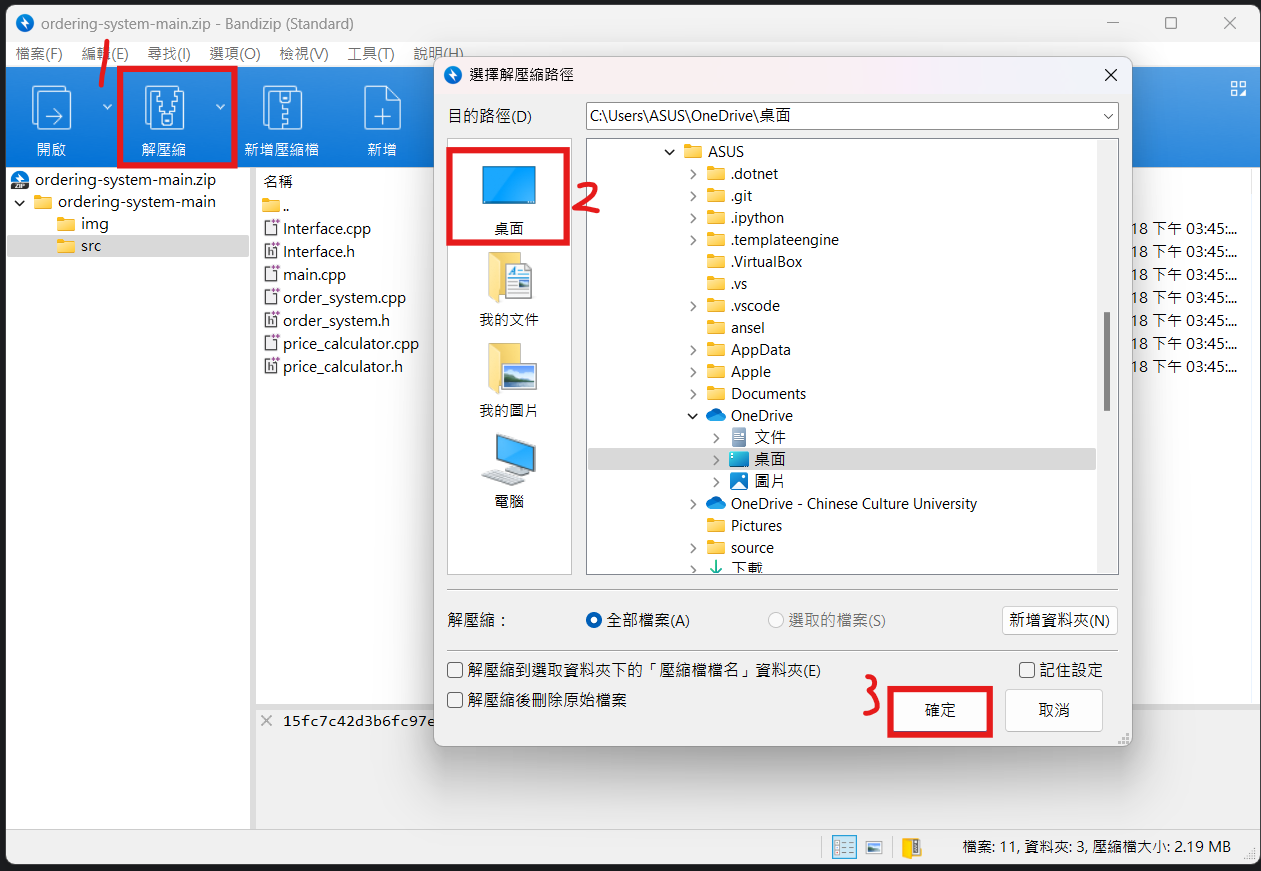 ordering-system-main.zip - Bandizip (Standard)
檔案(F) 編輯(E) 尋找(I) 選項(O) 檢視(V) 工具(T) 說明(H)
1
開啟 解壓縮 新增壓縮檔 新增
ordering-system-main.zip
ordering-system-main
img
src
名稱
..
Interface.cpp
Interface.h
main.cpp
order_system.cpp
order_system.h
price_calculator.cpp
price_calculator.h
18 下午 03:45:...
18 下午 03:45:...
18 下午 03:45:...
18 下午 03:45:...
18 下午 03:45:...
18 下午 03:45:...
18 下午 03:45:...
選擇解壓縮路徑
目的路徑(D) C:\Users\ASUS\OneDrive\桌面
桌面
2
我的文件
我的圖片
電腦
ASUS
.dotnet
.git
.ipython
.templateengine
.VirtualBox
.vs
.vscode
ansel
AppData
Apple
Documents
OneDrive
文件
桌面
圖片
OneDrive - Chinese Culture University
Pictures
source
下載
解壓縮： 全部檔案(A) 選取的檔案(S) 新增資料夾(N)
解壓縮到選取資料夾下的「壓縮檔檔名」資料夾(E) 記住設定
解壓縮後刪除原始檔案
3
確定 取消
15fc7c42d3b6fc97e
檔案: 11, 資料夾: 3, 壓縮檔大小: 2.19 MB